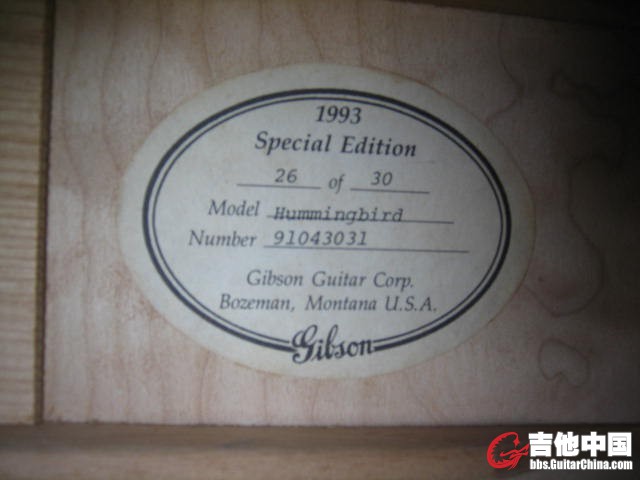 1993
Special Edition
26 of 30
Model Hummingbird
Number 91043031
Gibson Guitar Corp.
Bozeman, Montana U.S.A.
Gibson
吉他中国
bbs.GuitarChina.com